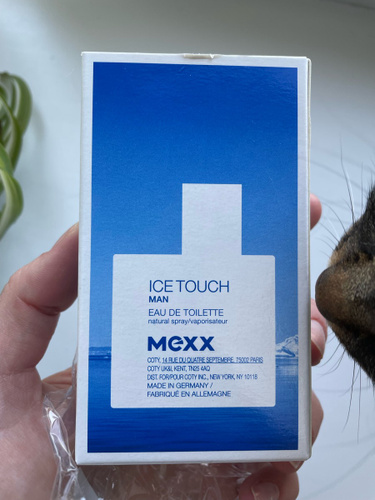 ICE TOUCH
MAN
EAU DE TOILETTE
natural spray/vaporisateur
mexx
COTY, 14 RUE DU QUATRE SEPTEMBRE, 75002 PARIS
COTY UK&I, KENT, TN25 4AQ
DIST. FOR/POUR COTY INC., NEW YORK, NY 10118
MADE IN GERMANY /
FABRIQUÉ EN ALLEMAGNE